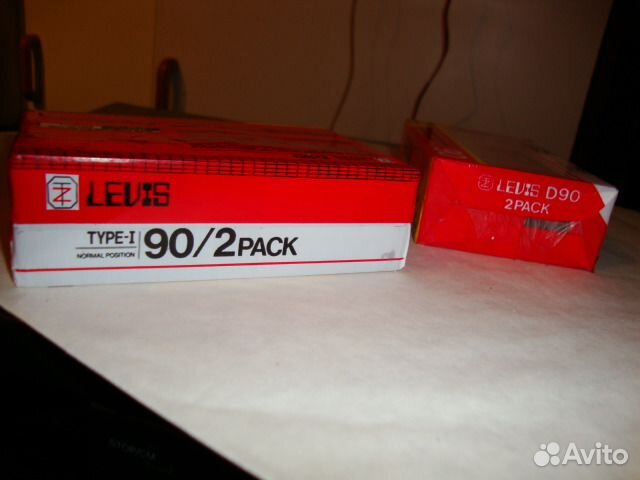 LEVIS
TYPE-I
NORMAL POSITION
90/2PACK
LEVIS D90
2PACK
Avito